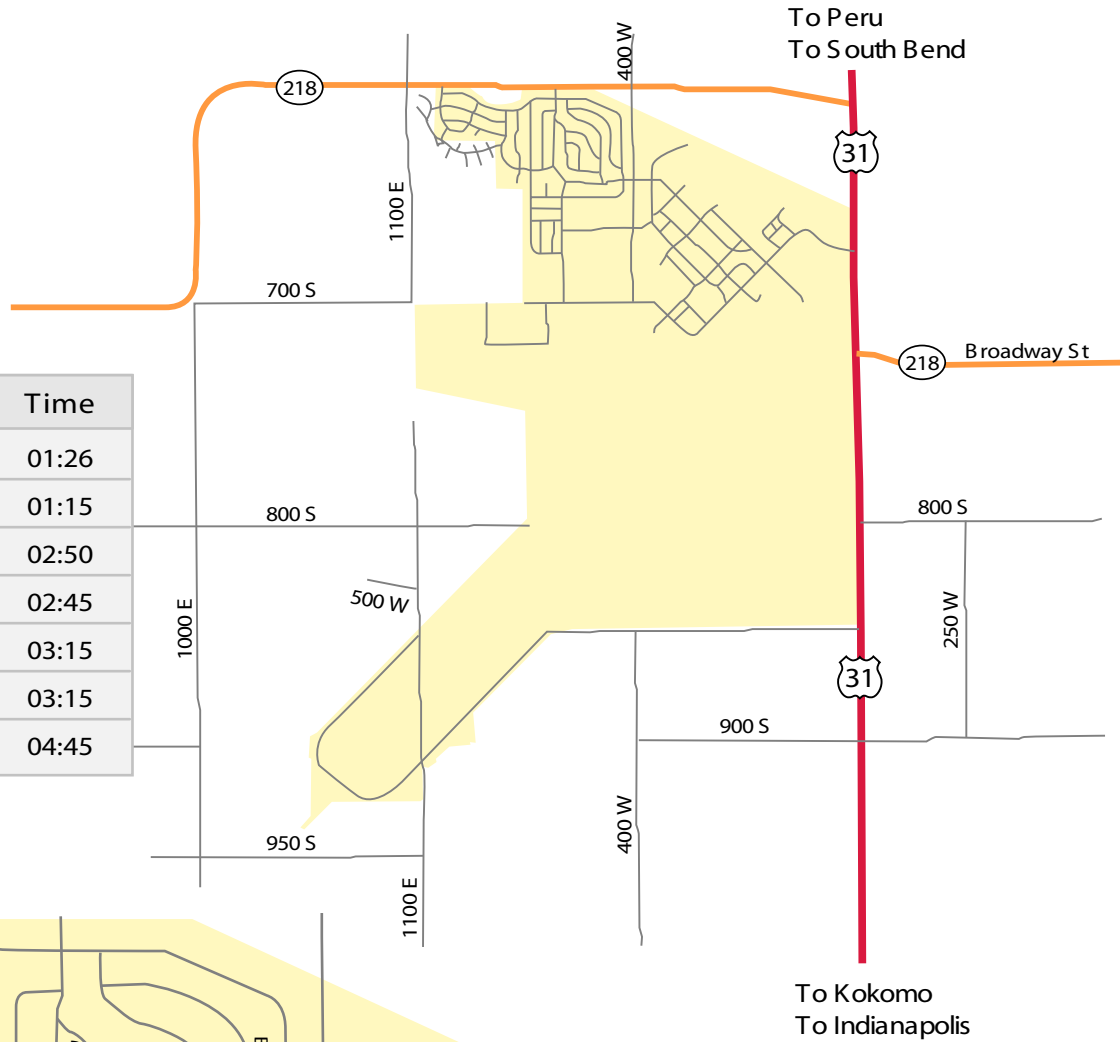 To Peru
To South Bend
400 W
218
31
1100 E
700 S
218
Broadway St
Time
01:26
01:15
02:50
02:45
03:15
03:15
04:45
800 S
800 S
500 W
1000 E
250 W
31
900 S
400 W
950 S
1100 E
To Kokomo
To Indianapolis